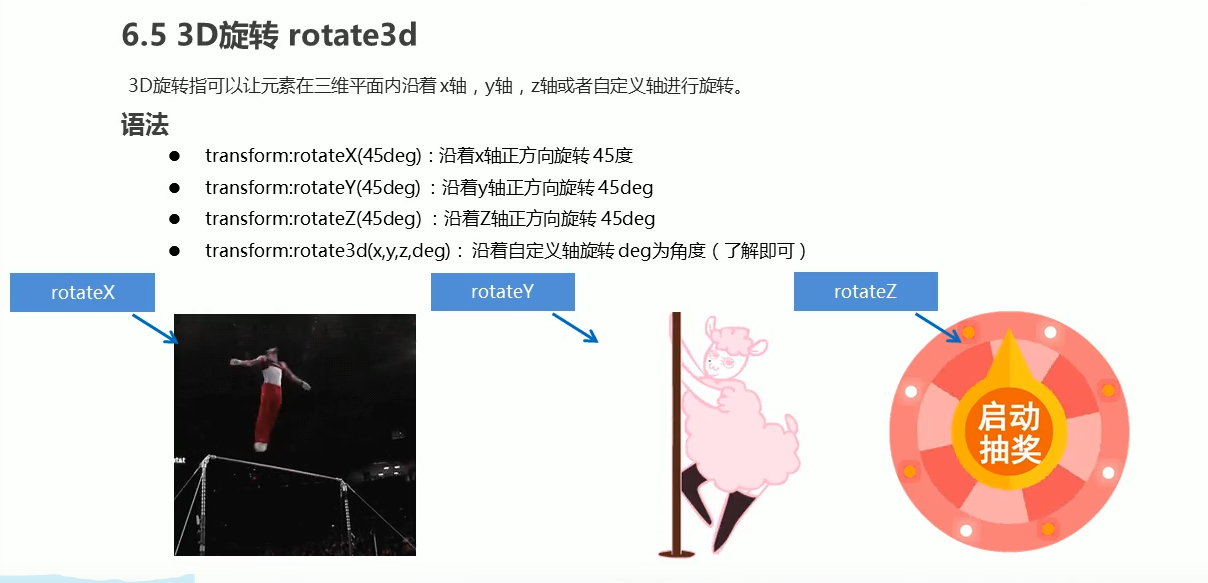 6.5 3D旋转 rotate3d
3D旋转指可以让元素在三维平面内沿着 x轴，y轴，z轴或者自定义轴进行旋转。
语法
● transform:rotateX(45deg)：沿着x轴正方向旋转 45度
● transform:rotateY(45deg) ：沿着y轴正方向旋转 45deg
● transform:rotateZ(45deg) ：沿着Z轴正方向旋转 45deg
● transform:rotate3d(x,y,z,deg)： 沿着自定义轴旋转 deg为角度（了解即可）
rotateX
rotateY
rotateZ
启动
抽奖